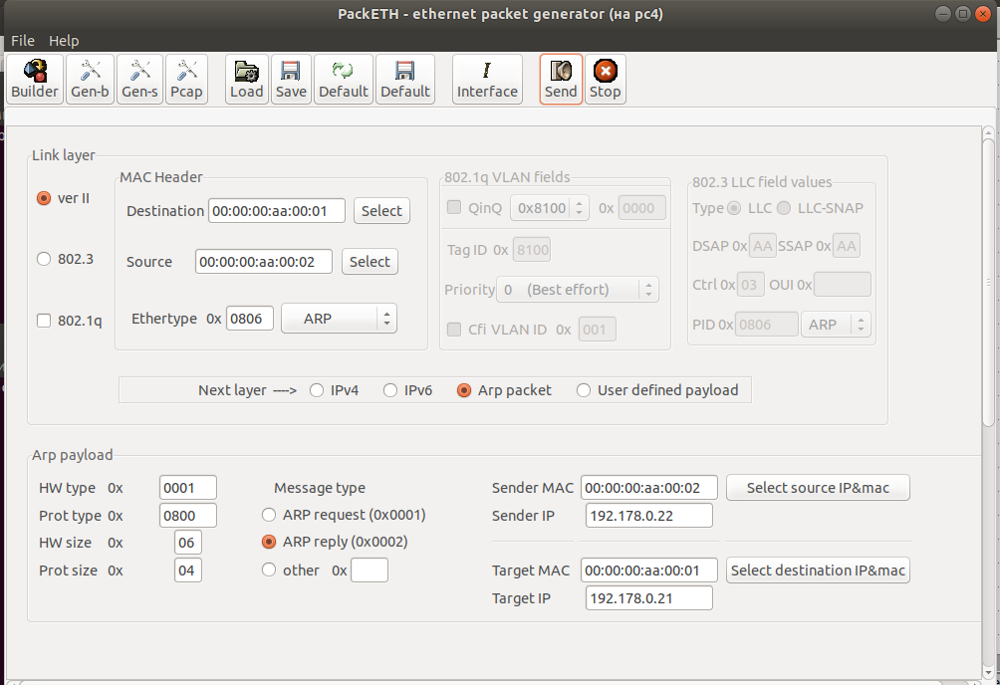 PackETH - ethernet packet generator (на pc4)
File Help
Builder Gen-b Gen-s Pcap Load Save Default Default Interface Send Stop
Link layer
ver II
802.3
802.1q
MAC Header
Destination 00:00:00:aa:00:01 Select
Source 00:00:00:aa:00:02 Select
Ethertype 0x 0806 ARP
802.1q VLAN fields
QinQ 0x8100 0x 0000
Tag ID 0x 8100
Priority 0 (Best effort)
Cfi VLAN ID 0x 001
802.3 LLC field values
Type LLC LLC-SNAP
DSAP 0x AA SSAP 0x AA
Ctrl 0x 03 OUI 0x
PID 0x 0806 ARP
Next layer ----> IPv4 IPv6 Arp packet User defined payload
Arp payload
HW type 0x 0001
Prot type 0x 0800
HW size 0x 06
Prot size 0x 04
Message type
ARP request (0x0001)
ARP reply (0x0002)
other 0x
Sender MAC 00:00:00:aa:00:02 Select source IP&mac
Sender IP 192.178.0.22
Target MAC 00:00:00:aa:00:01 Select destination IP&mac
Target IP 192.178.0.21